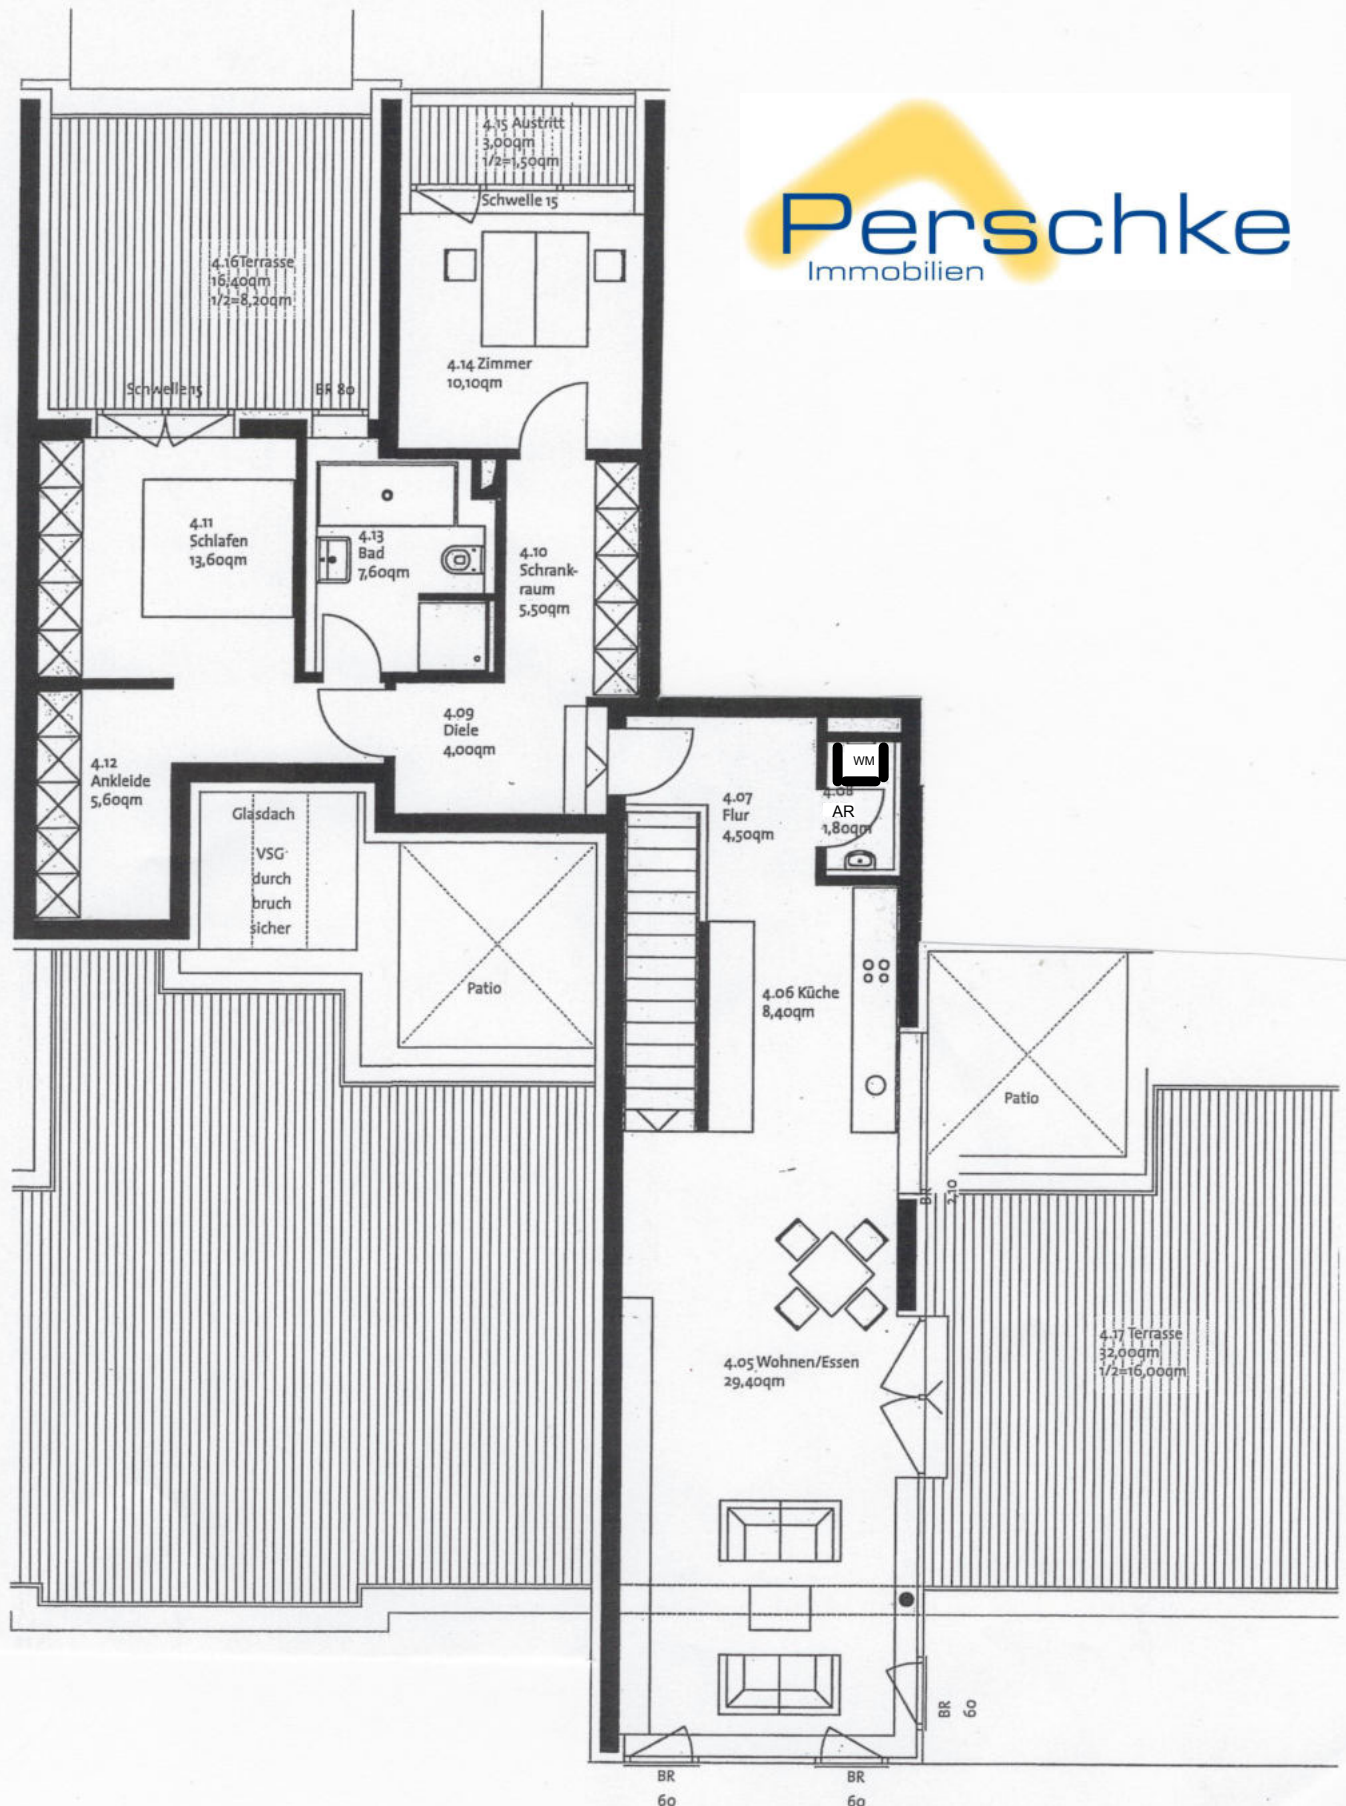 4.15 Austritt
3,00qm
1/2=1,50qm
Schwelle 15
Perschke
Immobilien
4.16 Terrasse
16,40qm
1/2=8,20qm
4.14 Zimmer
10,10qm
Schwelle 15
BR 80
4.11
Schlafen
13,60qm
4.13
Bad
7,60qm
4.10
Schrank-
raum
5,50qm
4.09
Diele
4,00qm
4.12
Ankleide
5,60qm
WM
4.07
Flur
4,50qm
4.08
AR
1,80qm
Glasdach
VSG
durch
bruch
sicher
Patio
4.06 Küche
8,40qm
Patio
BR
2,10
4.05 Wohnen/Essen
29,40qm
4.17 Terrasse
32,00qm
1/2=16,00qm
BR
60
BR
60
BR
60